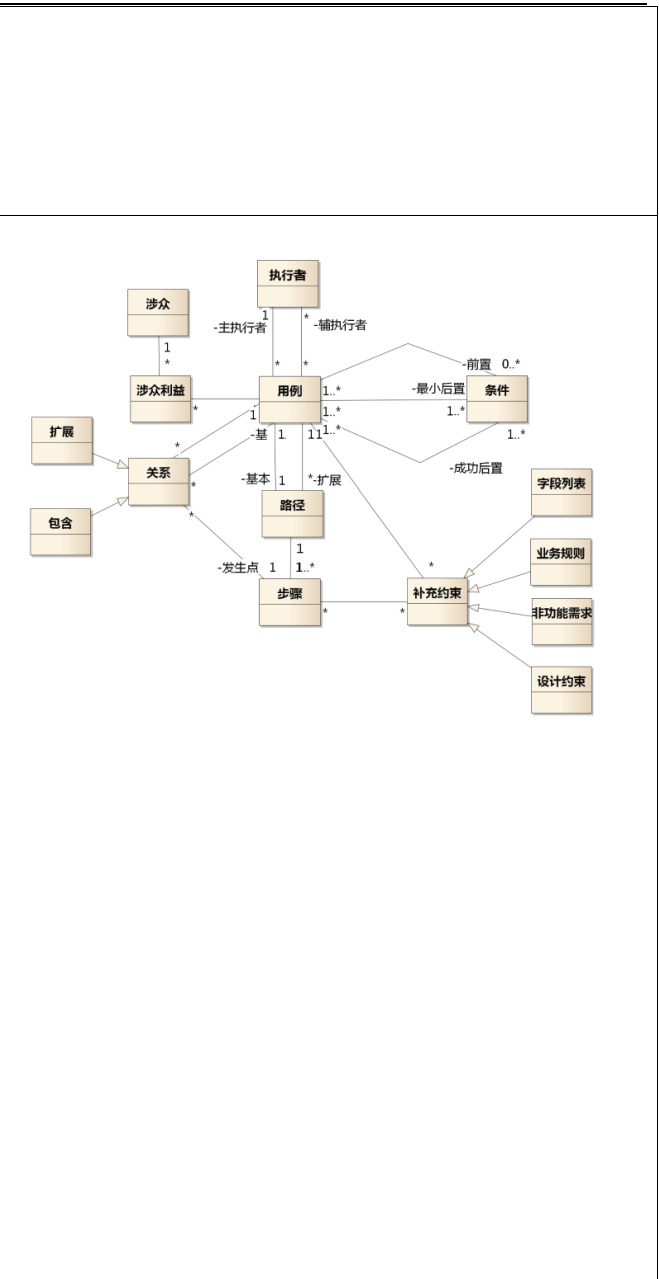 执行者
涉众
1
*
-主执行者
-辅执行者
1
*
*
*
-前置 0..*
涉众利益
用例
1..*
-最小后置
条件
*
1
1..*
1..*
1..*
扩展
-基
1
1
1
1..*
*
-成功后置
关系
*
-基本
1
*
-扩展
字段列表
包含
*
路径
1
业务规则
-发生点
1
1..*
*
步骤
补充约束
非功能需求
*
*
设计约束